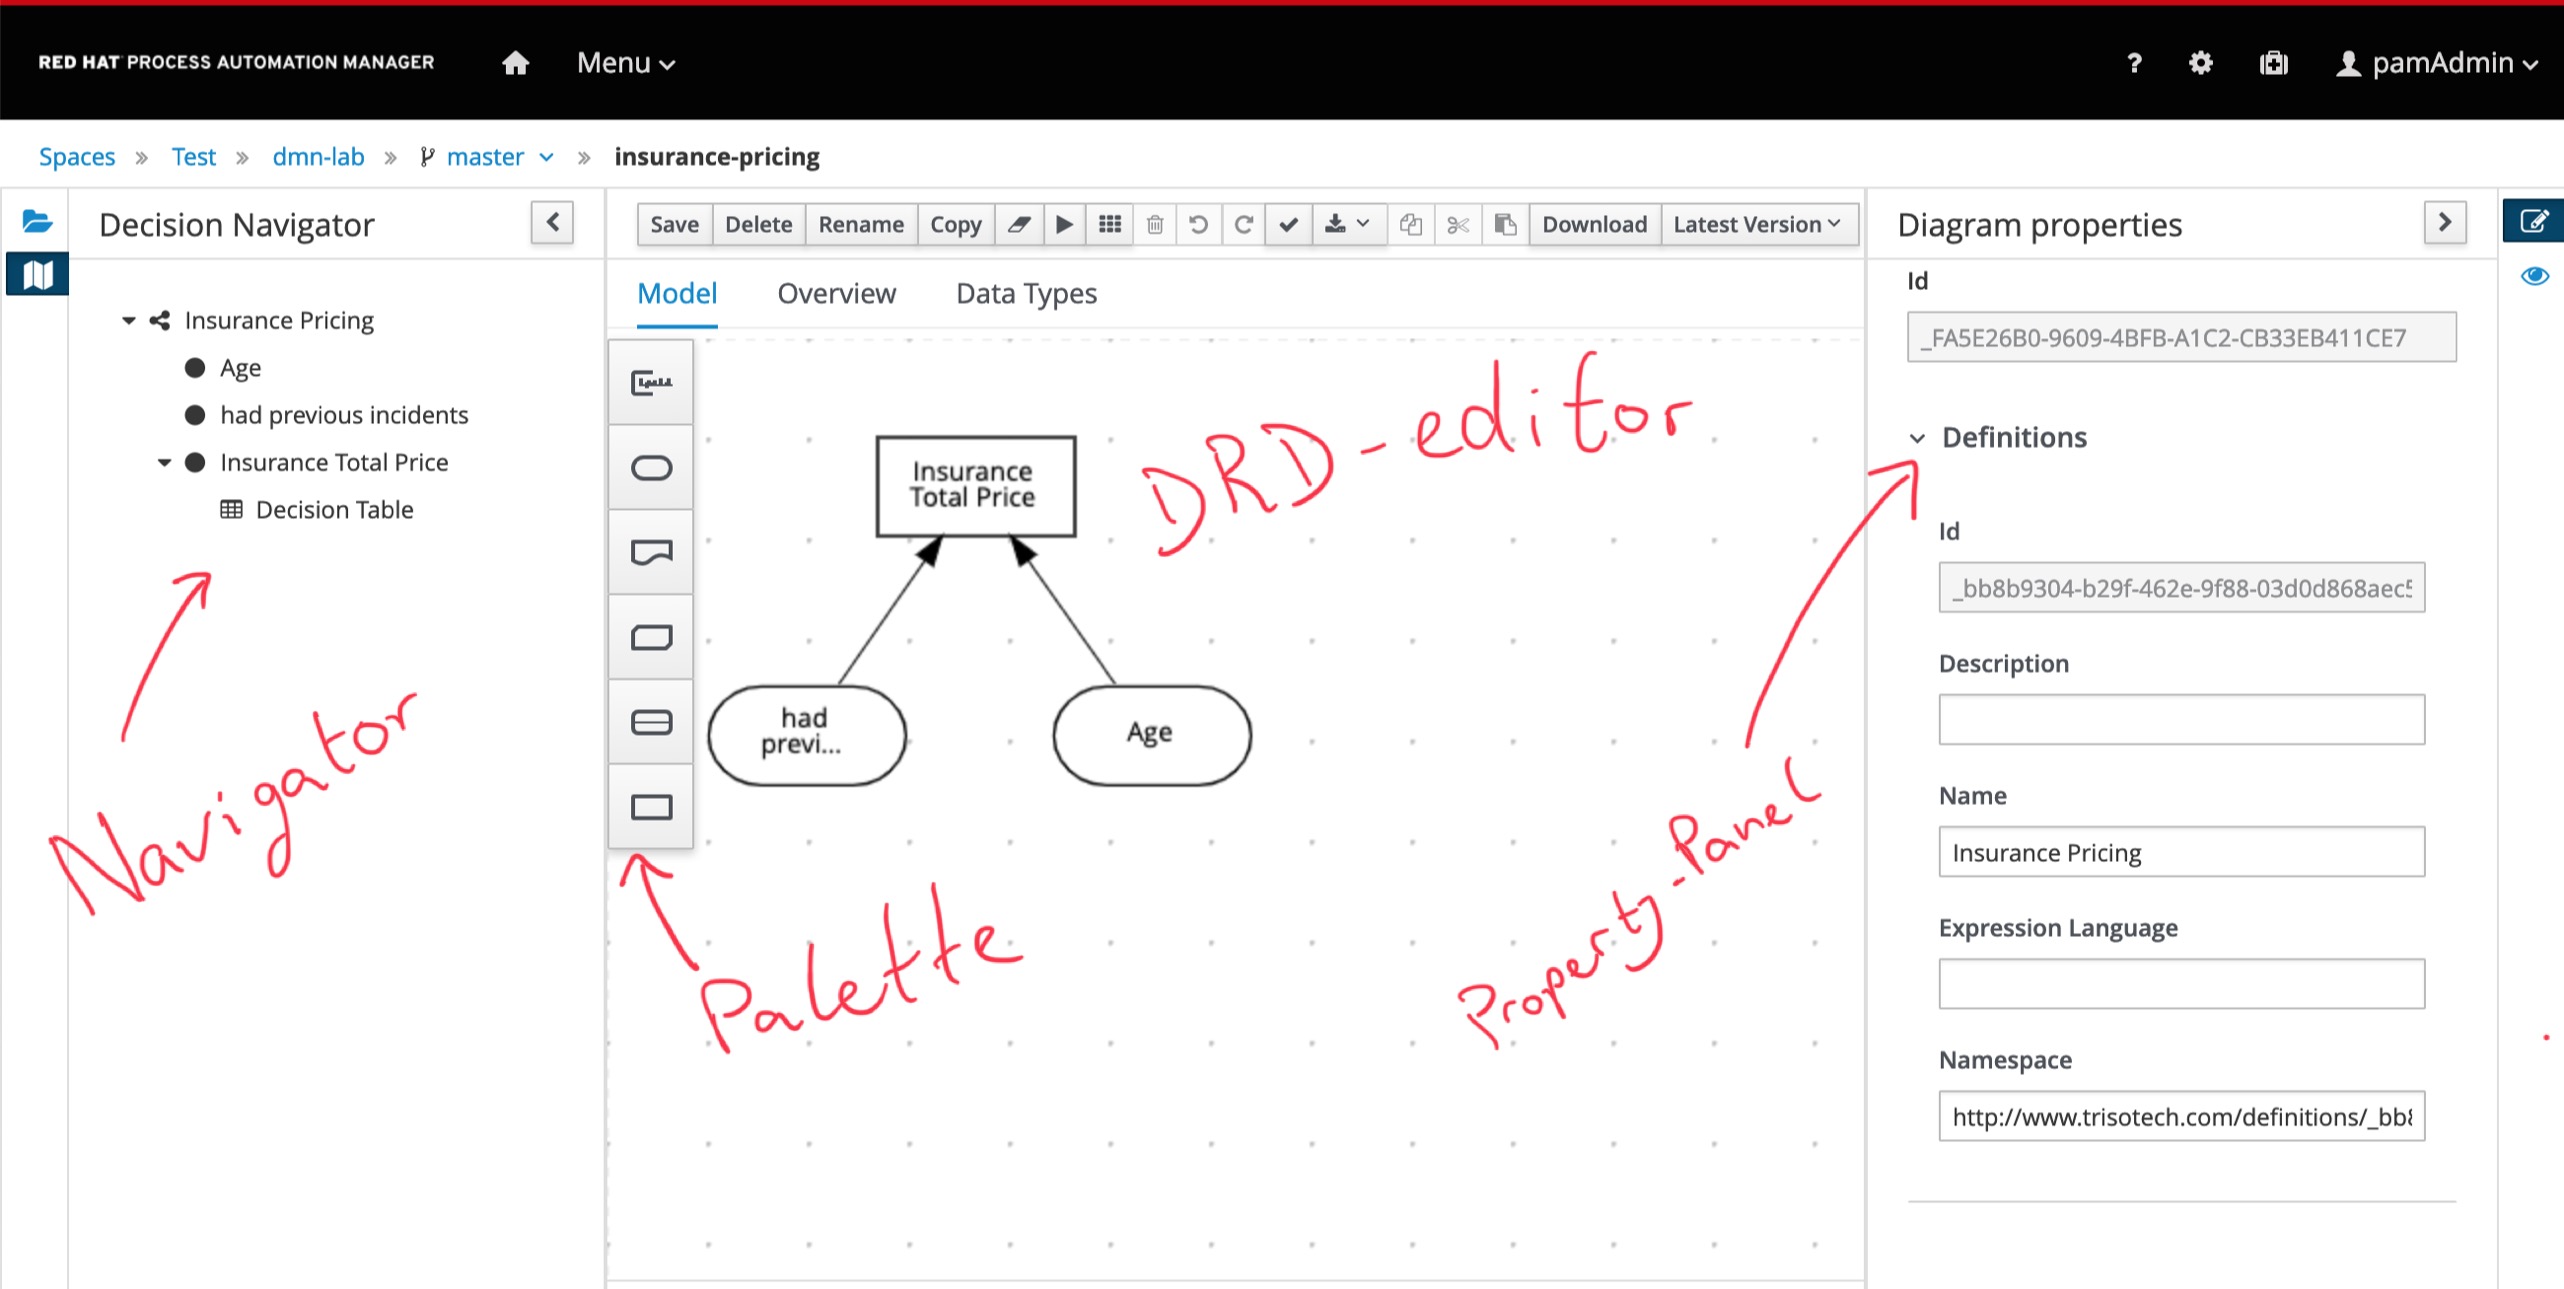 RED HAT PROCESS AUTOMATION MANAGER
Menu
?
pamAdmin
Spaces » Test » dmn-lab » master » insurance-pricing
Decision Navigator
Insurance Pricing
Age
had previous incidents
Insurance Total Price
Decision Table
Navigator
Save
Delete
Rename
Copy
Download
Latest Version
Model
Overview
Data Types
DRD-editor
Insurance
Total Price
had
previ...
Age
Palette
Property-Panel
Diagram properties
Id
_FA5E26B0-9609-4BFB-A1C2-CB33EB411CE7
Definitions
Id
_bb8b9304-b29f-462e-9f88-03d0d868aec5
Description
Name
Insurance Pricing
Expression Language
Namespace
http://www.trisotech.com/definitions/_bb8